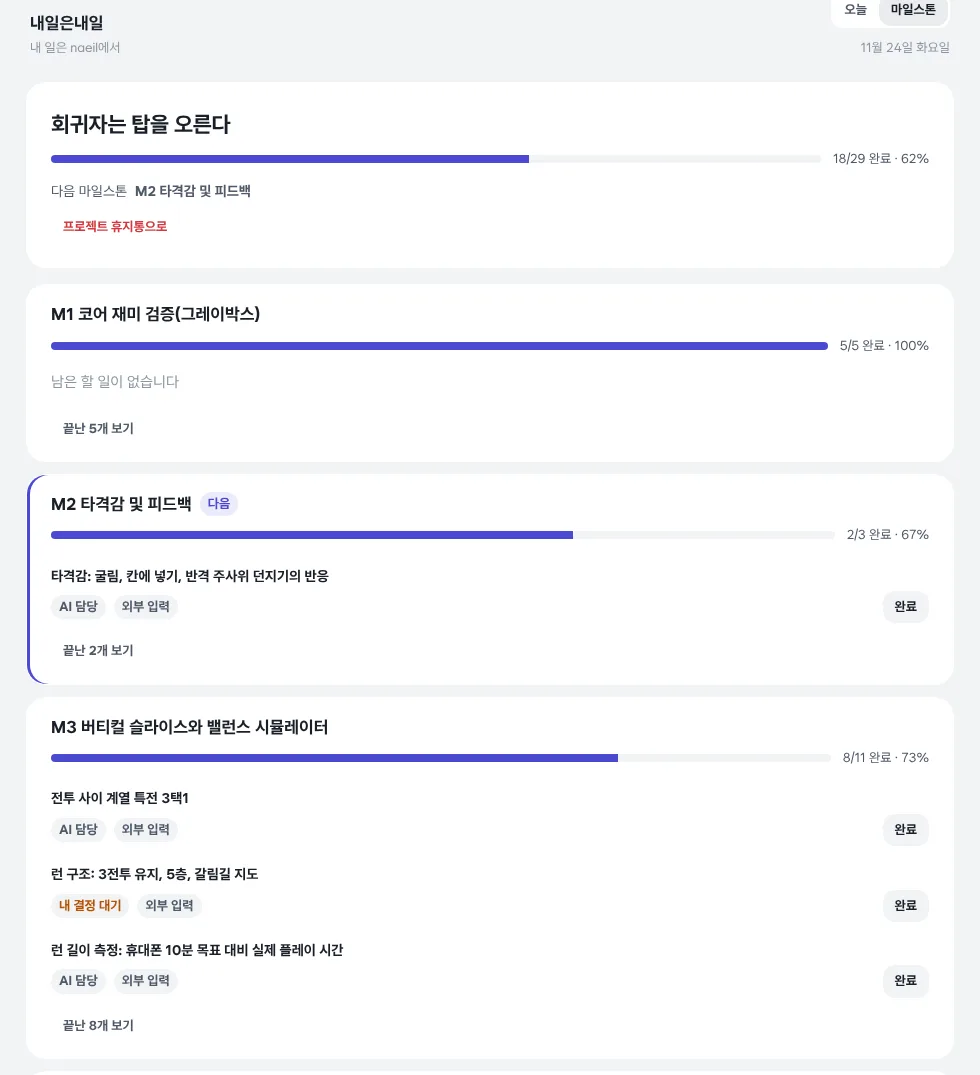 내일은내일
오늘 마일스톤
내 일은 naeil에서
11월 24일 화요일
회귀자는 탑을 오른다
18/29 완료 · 62%
다음 마일스톤 M2 타격감 및 피드백
프로젝트 휴지통으로
M1 코어 재미 검증(그레이박스)
5/5 완료 · 100%
남은 할 일이 없습니다
끝난 5개 보기
M2 타격감 및 피드백 다음
2/3 완료 · 67%
타격감: 굴림, 칸에 넣기, 반격 주사위 던지기의 반응
AI 담당 외부 입력 완료
끝난 2개 보기
M3 버티컬 슬라이스와 밸런스 시뮬레이터
8/11 완료 · 73%
전투 사이 계열 특전 3택1
AI 담당 외부 입력 완료
런 구조: 3전투 유지, 5층, 갈림길 지도
내 결정 대기 외부 입력 완료
런 길이 측정: 휴대폰 10분 목표 대비 실제 플레이 시간
AI 담당 외부 입력 완료
끝난 8개 보기